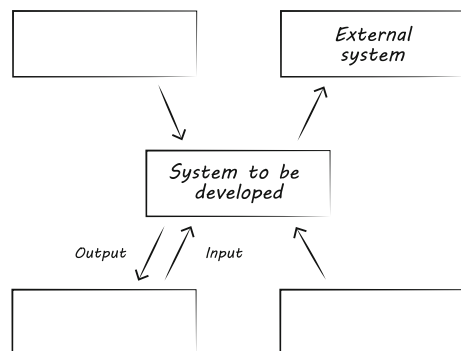 External
system
System to be
developed
Output
Input